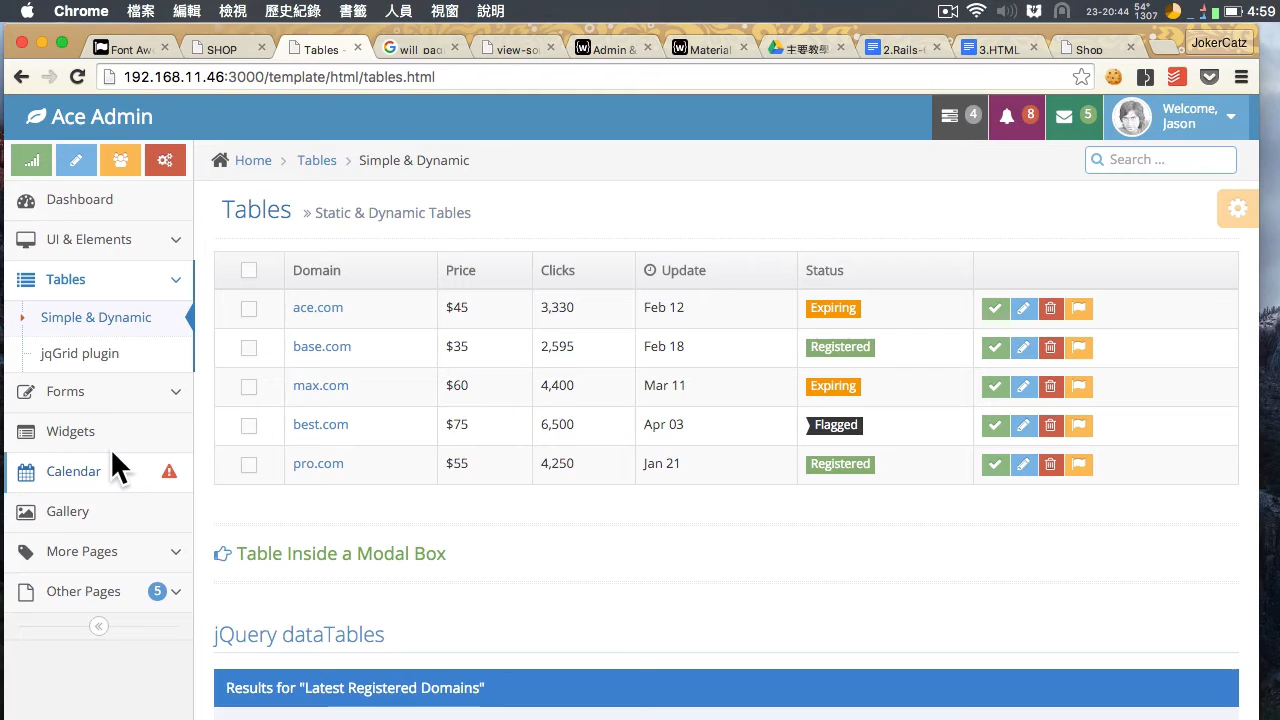 Chrome 檔案 編輯 檢視 歷史紀錄 書籤 人員 視窗 說明 23-20:44 54° 1307 4:59
Font Aw SHOP Tables - will_pag view-so Admin & Material 主要教學 2.Rails- 3.HTML Shop JokerCatz
192.168.11.46:3000/template/html/tables.html
Ace Admin 4 8 5 Welcome, Jason
Home Tables Simple & Dynamic Search ...
Dashboard
UI & Elements
Tables
Simple & Dynamic
jqGrid plugin
Forms
Widgets
Calendar
Gallery
More Pages
Other Pages 5
Tables » Static & Dynamic Tables
Domain Price Clicks Update Status
ace.com $45 3,330 Feb 12 Expiring
base.com $35 2,595 Feb 18 Registered
max.com $60 4,400 Mar 11 Expiring
best.com $75 6,500 Apr 03 Flagged
pro.com $55 4,250 Jan 21 Registered
Table Inside a Modal Box
jQuery dataTables
Results for "Latest Registered Domains"